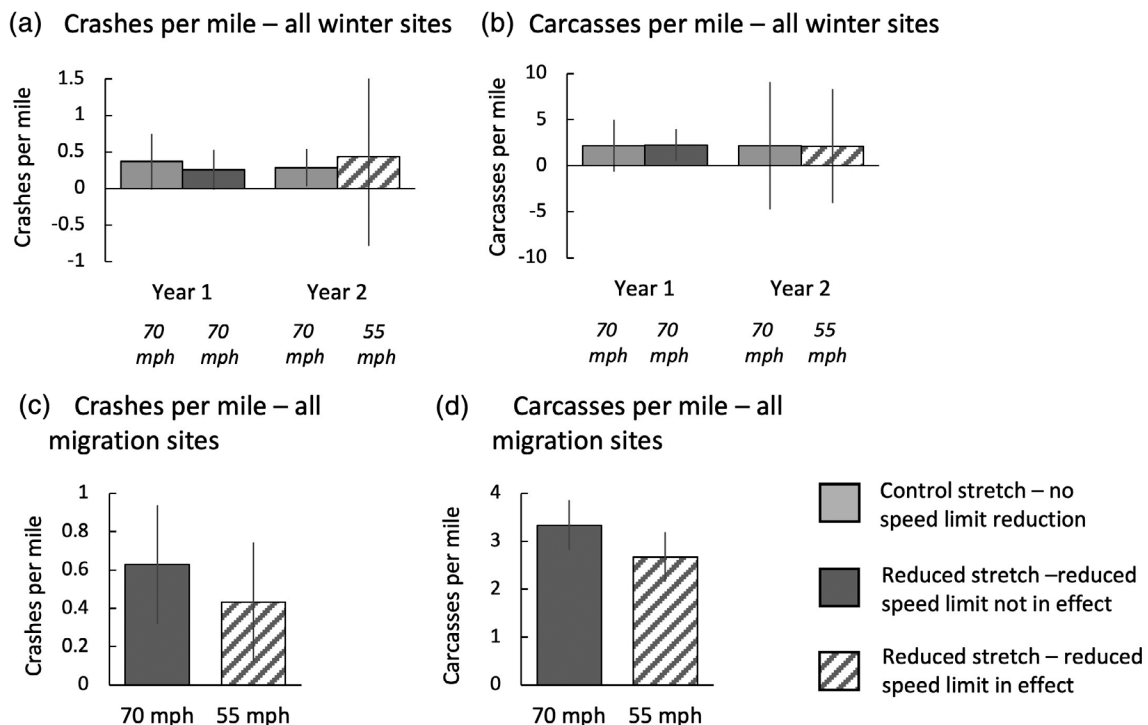 (a) Crashes per mile – all winter sites
Crashes per mile
1.5
1
0.5
0
-0.5
-1
Year 1 Year 2
70 70 70 55
mph mph mph mph
(b) Carcasses per mile – all winter sites
Carcasses per mile
10
5
0
-5
-10
Year 1 Year 2
70 70 70 55
mph mph mph mph
(c) Crashes per mile – all
migration sites
Crashes per mile
1
0.8
0.6
0.4
0.2
0
70 mph 55 mph
(d) Carcasses per mile – all
migration sites
Carcasses per mile
4
3
2
1
0
70 mph 55 mph
Control stretch – no
speed limit reduction
Reduced stretch –reduced
speed limit not in effect
Reduced stretch – reduced
speed limit in effect